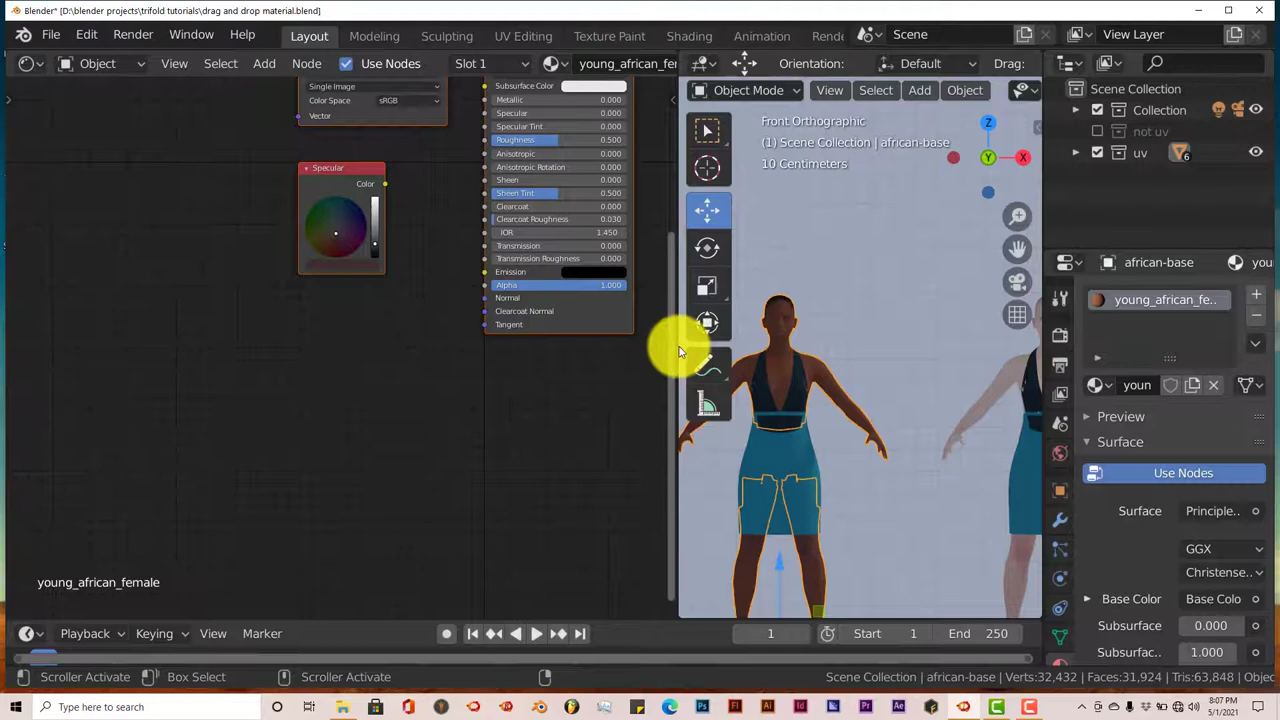 Blender* [D:\blender projects\trifold tutorials\drag and drop material.blend]
File Edit Render Window Help Layout Modeling Sculpting UV Editing Texture Paint Shading Animation Rende Scene View Layer
Object View Select Add Node Use Nodes Slot 1 young_african_fem Orientation: Default Drag:
Object Mode View Select Add Object
Front Orthographic
(1) Scene Collection | african-base
10 Centimeters
Single Image
Color Space sRGB
Vector
Specular
Color
Subsurface Color
Metallic 0.000
Specular 0.000
Specular Tint 0.000
Roughness 0.500
Anisotropic 0.000
Anisotropic Rotation 0.000
Sheen 0.000
Sheen Tint 0.500
Clearcoat 0.000
Clearcoat Roughness 0.030
IOR 1.450
Transmission 0.000
Transmission Roughness 0.000
Emission
Alpha 1.000
Normal
Clearcoat Normal
Tangent
young_african_female
Z
Y
X
Scene Collection
Collection
not uv
uv 6
african-base you
young_african_fe..
youn
Preview
Surface
Use Nodes
Surface Principle..
GGX
Christense..
Base Color Base Colo
Subsurface 0.000
Subsurfac.. 1.000
Playback Keying View Marker 1 Start 1 End 250
Scroller Activate Box Select Scroller Activate Scene Collection | african-base | Verts:32,432 | Faces:31,924 | Tris:63,848 | Objec
Type here to search
8:07 PM
5/1/2021